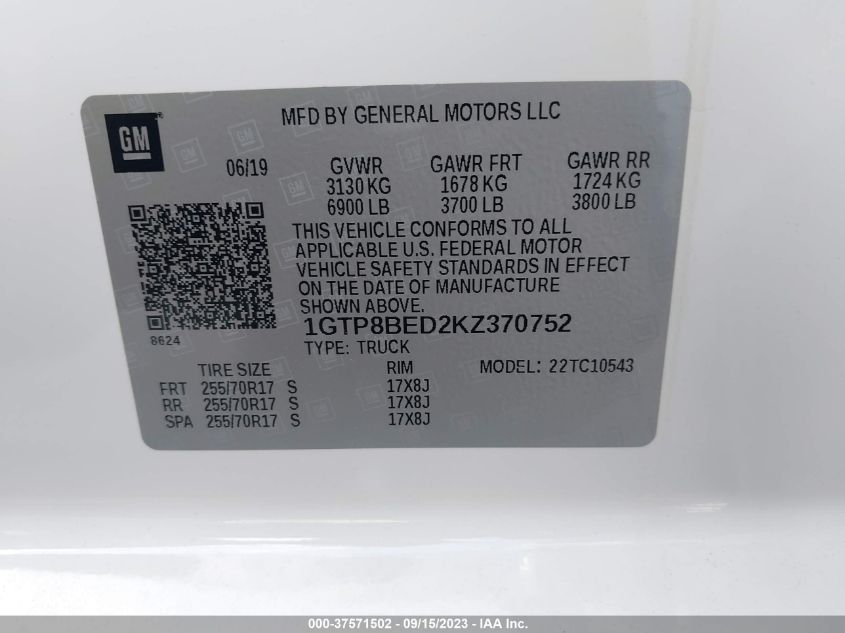 MFD BY GENERAL MOTORS LLC
GM
06/19 GVWR GAWR FRT GAWR RR
3130 KG 1678 KG 1724 KG
6900 LB 3700 LB 3800 LB
THIS VEHICLE CONFORMS TO ALL
APPLICABLE U.S. FEDERAL MOTOR
VEHICLE SAFETY STANDARDS IN EFFECT
ON THE DATE OF MANUFACTURE
SHOWN ABOVE.
1GTP8BED2KZ370752
8624
TYPE: TRUCK MODEL: 22TC10543
TIRE SIZE RIM
FRT 255/70R17 S 17X8J
RR 255/70R17 S 17X8J
SPA 255/70R17 S 17X8J
000-37571502 - 09/15/2023 - IAA Inc.